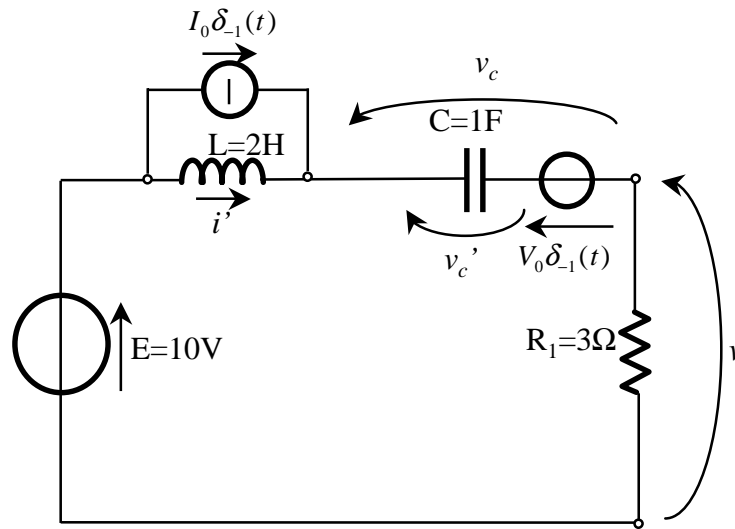 I₀δ₋₁(t)
v_c
C=1F
L=2H
i'
v_c'
V₀δ₋₁(t)
E=10V
R₁=3Ω
v